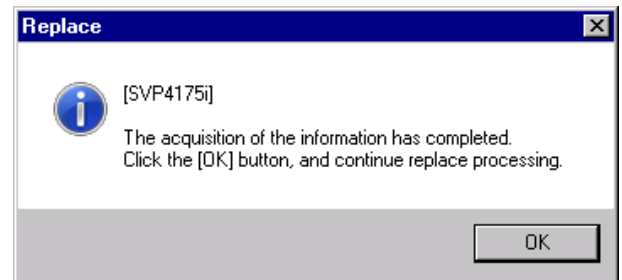 Replace
[SVP4175i]
The acquisition of the information has completed.
Click the [OK] button, and continue replace processing.
OK